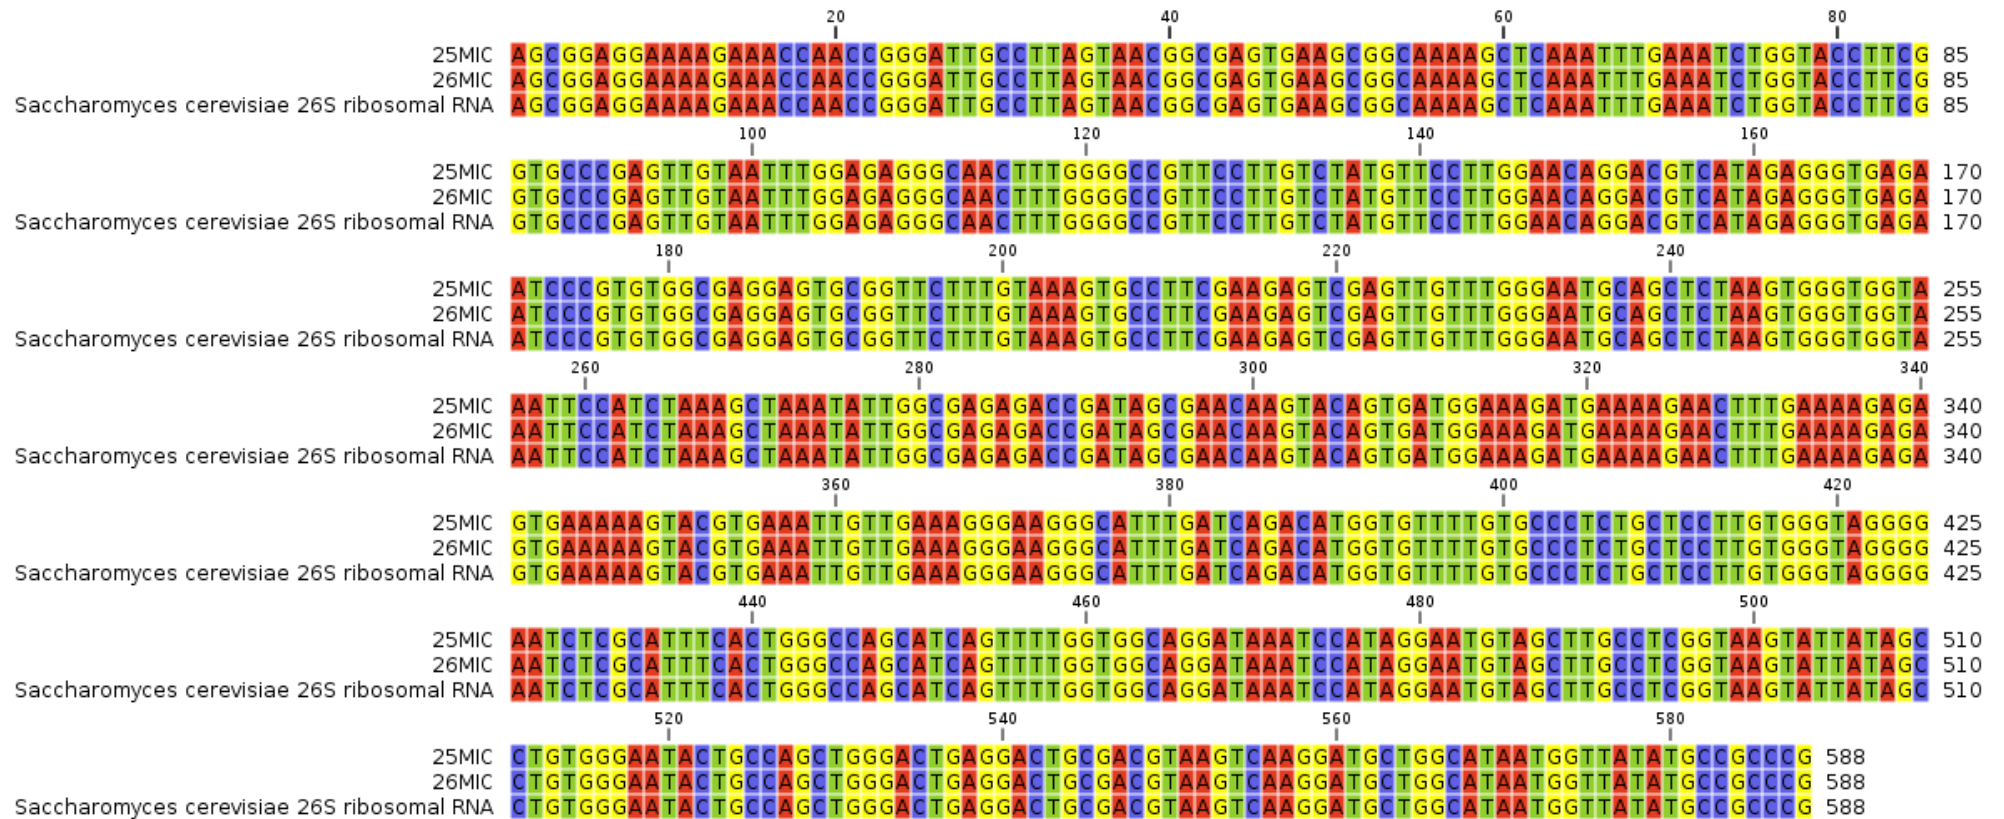 20 40 60 80
25MIC AGCGGAGGAAAAGAAACCAACCGGGATTGCCTTAGTAACGGCGAGTGAAGCGGCAAAAGCTCAAATTTGAAATCTGGTACCTTCG 85
26MIC AGCGGAGGAAAAGAAACCAACCGGGATTGCCTTAGTAACGGCGAGTGAAGCGGCAAAAGCTCAAATTTGAAATCTGGTACCTTCG 85
Saccharomyces cerevisiae 26S ribosomal RNA AGCGGAGGAAAAGAAACCAACCGGGATTGCCTTAGTAACGGCGAGTGAAGCGGCAAAAGCTCAAATTTGAAATCTGGTACCTTCG 85
100 120 140 160
25MIC GTGCCCGAGTTGTAATTTGGAGAGGGCAACTTTGGGGCCGTTCCTTGTCTATGTTCCTTGGAACAGGACGTCATAGAGGGTGAGA 170
26MIC GTGCCCGAGTTGTAATTTGGAGAGGGCAACTTTGGGGCCGTTCCTTGTCTATGTTCCTTGGAACAGGACGTCATAGAGGGTGAGA 170
Saccharomyces cerevisiae 26S ribosomal RNA GTGCCCGAGTTGTAATTTGGAGAGGGCAACTTTGGGGCCGTTCCTTGTCTATGTTCCTTGGAACAGGACGTCATAGAGGGTGAGA 170
180 200 220 240
25MIC ATCCCGTGTGGCGAGGAGTGCGGTTCTTTGTAAAGTGCCTTCGAAGAGTCGAGTTGTTTGGGAATGCAGCTCTAAGTGGGTGGTA 255
26MIC ATCCCGTGTGGCGAGGAGTGCGGTTCTTTGTAAAGTGCCTTCGAAGAGTCGAGTTGTTTGGGAATGCAGCTCTAAGTGGGTGGTA 255
Saccharomyces cerevisiae 26S ribosomal RNA ATCCCGTGTGGCGAGGAGTGCGGTTCTTTGTAAAGTGCCTTCGAAGAGTCGAGTTGTTTGGGAATGCAGCTCTAAGTGGGTGGTA 255
260 280 300 320 340
25MIC AATTCCATCTAAAGCTAAATATTGGCGAGAGACCGATAGCGAACAAGTACAGTGATGGAAAGATGAAAAGAACTTTGAAAAGAGA 340
26MIC AATTCCATCTAAAGCTAAATATTGGCGAGAGACCGATAGCGAACAAGTACAGTGATGGAAAGATGAAAAGAACTTTGAAAAGAGA 340
Saccharomyces cerevisiae 26S ribosomal RNA AATTCCATCTAAAGCTAAATATTGGCGAGAGACCGATAGCGAACAAGTACAGTGATGGAAAGATGAAAAGAACTTTGAAAAGAGA 340
360 380 400 420
25MIC GTGAAAAAGTACGTGAAATTGTTGAAAGGGAAGGGCATTTGATCAGACATGGTGTTTTGTGCCCTCTGCTCCTTGTGGGTAGGGG 425
26MIC GTGAAAAAGTACGTGAAATTGTTGAAAGGGAAGGGCATTTGATCAGACATGGTGTTTTGTGCCCTCTGCTCCTTGTGGGTAGGGG 425
Saccharomyces cerevisiae 26S ribosomal RNA GTGAAAAAGTACGTGAAATTGTTGAAAGGGAAGGGCATTTGATCAGACATGGTGTTTTGTGCCCTCTGCTCCTTGTGGGTAGGGG 425
440 460 480 500
25MIC AATCTCGCATTTCACTGGGCCAGCATCAGTTTTGGTGGCAGGATAAATCCATAGGAATGTAGCTTGCCTCGGTAAGTATTATAGC 510
26MIC AATCTCGCATTTCACTGGGCCAGCATCAGTTTTGGTGGCAGGATAAATCCATAGGAATGTAGCTTGCCTCGGTAAGTATTATAGC 510
Saccharomyces cerevisiae 26S ribosomal RNA AATCTCGCATTTCACTGGGCCAGCATCAGTTTTGGTGGCAGGATAAATCCATAGGAATGTAGCTTGCCTCGGTAAGTATTATAGC 510
520 540 560 580
25MIC CTGTGGGAATACTGCCAGCTGGGACTGAGGACTGCGACGTAAGTCAAGGATGCTGGCATAATGGTTATATGCCGCCCG 588
26MIC CTGTGGGAATACTGCCAGCTGGGACTGAGGACTGCGACGTAAGTCAAGGATGCTGGCATAATGGTTATATGCCGCCCG 588
Saccharomyces cerevisiae 26S ribosomal RNA CTGTGGGAATACTGCCAGCTGGGACTGAGGACTGCGACGTAAGTCAAGGATGCTGGCATAATGGTTATATGCCGCCCG 588